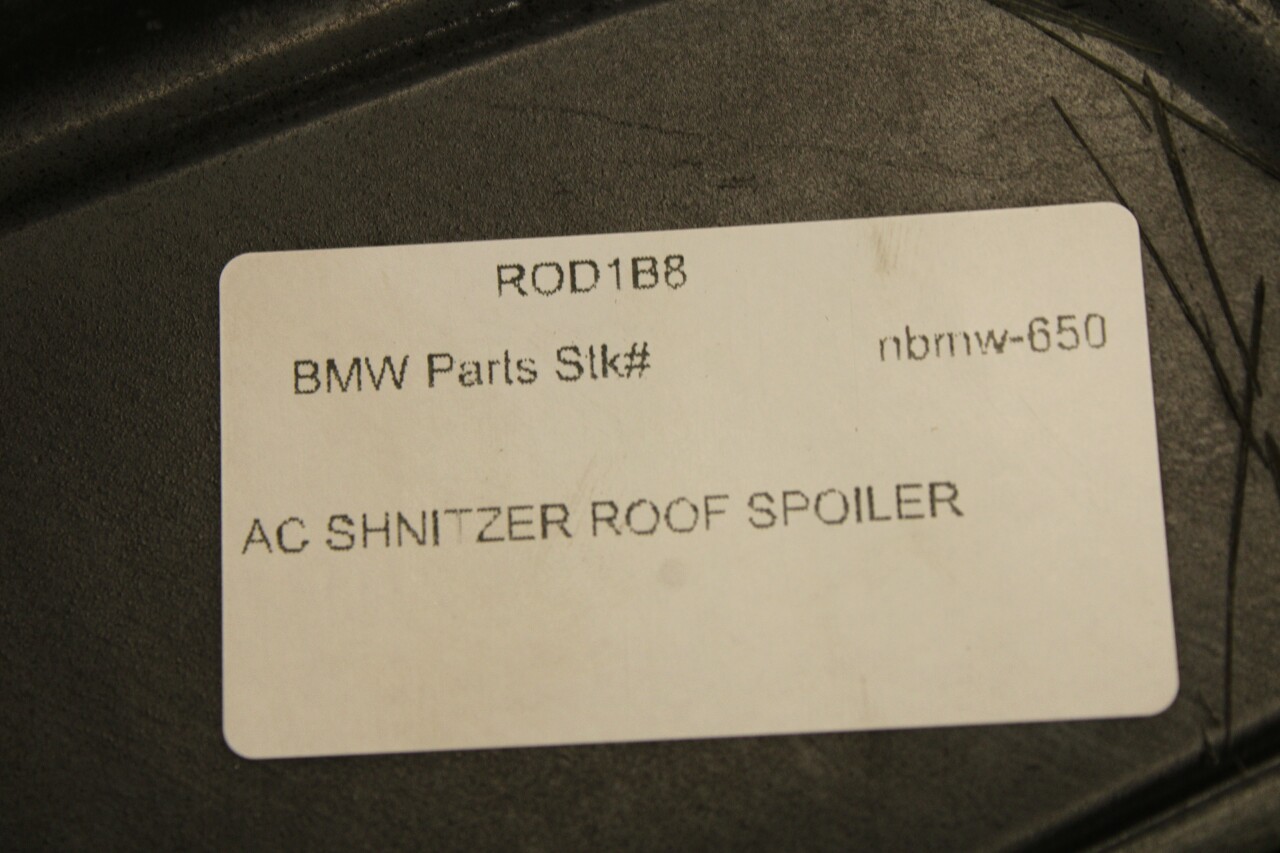 ROD1B8
BMW Parts Stk# nbmw-650
AC SHNITZER ROOF SPOILER